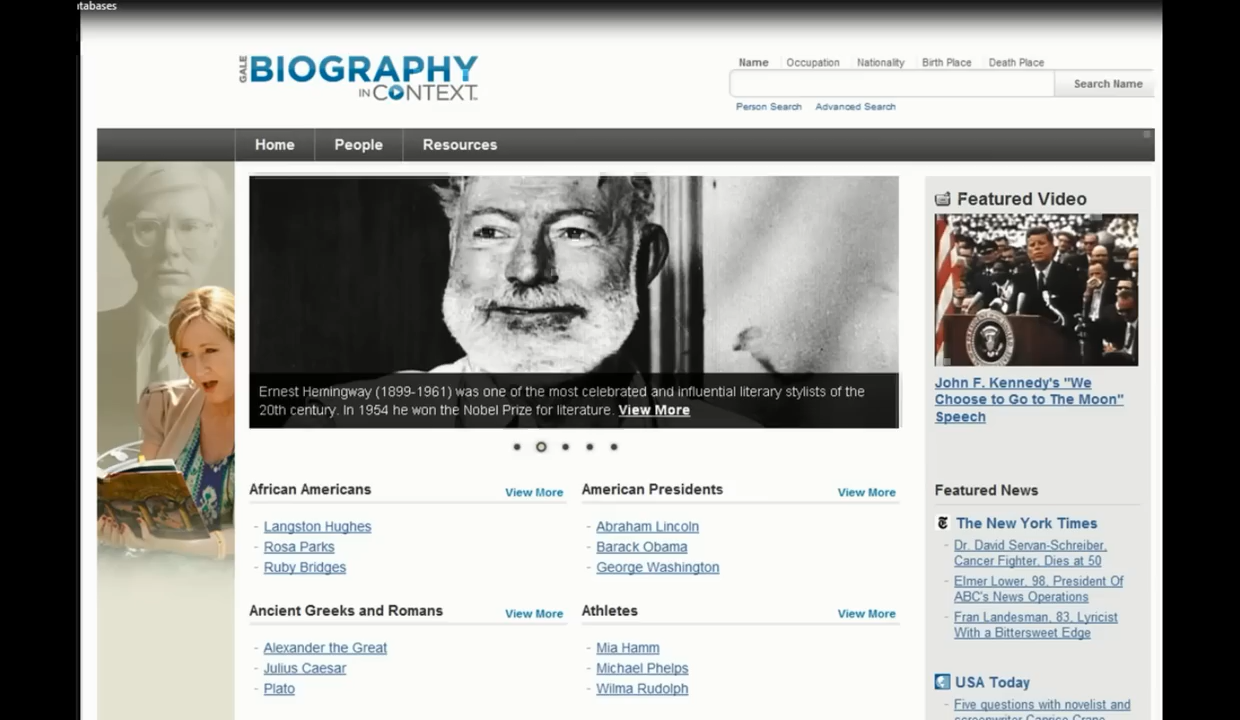 tabases
GALE BIOGRAPHY
IN CONTEXT
Name Occupation Nationality Birth Place Death Place
Search Name
Person Search Advanced Search
Home People Resources
Ernest Hemingway (1899-1961) was one of the most celebrated and influential literary stylists of the
20th century. In 1954 he won the Nobel Prize for literature. View More
African Americans View More
- Langston Hughes
- Rosa Parks
- Ruby Bridges
American Presidents View More
- Abraham Lincoln
- Barack Obama
- George Washington
Ancient Greeks and Romans View More
- Alexander the Great
- Julius Caesar
- Plato
Athletes View More
- Mia Hamm
- Michael Phelps
- Wilma Rudolph
Featured Video
John F. Kennedy's "We
Choose to Go to The Moon"
Speech
Featured News
The New York Times
- Dr. David Servan-Schreiber,
Cancer Fighter, Dies at 50
- Elmer Lower, 98, President Of
ABC's News Operations
- Fran Landesman, 83, Lyricist
With a Bittersweet Edge
USA Today
- Five questions with novelist and